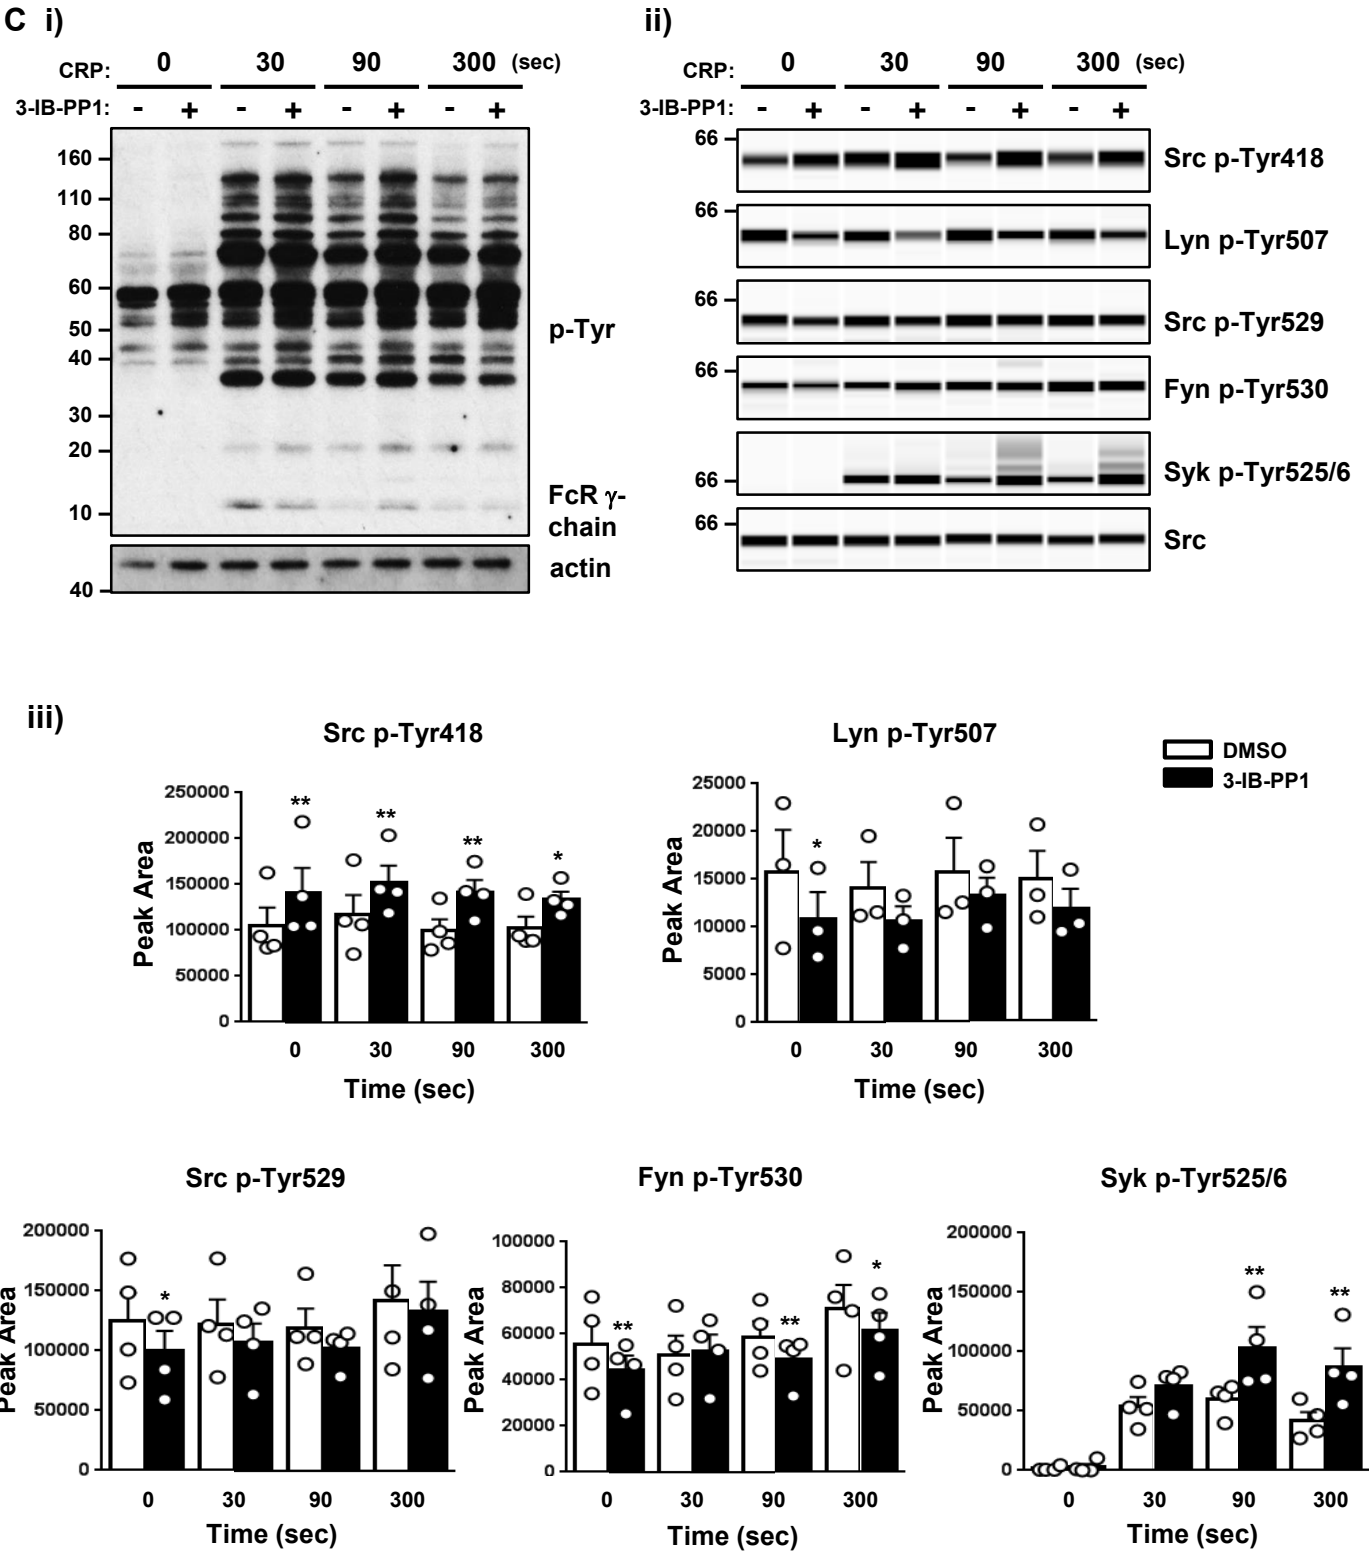 C i)
CRP: 0 30 90 300 (sec)
3-IB-PP1: - + - + - + - +
160
110
80
60
50
40
30
20
10
p-Tyr
FcR γ-
chain
actin
40
ii)
CRP: 0 30 90 300 (sec)
3-IB-PP1: - + - + - + - +
66
Src p-Tyr418
66
Lyn p-Tyr507
66
Src p-Tyr529
66
Fyn p-Tyr530
66
Syk p-Tyr525/6
66
Src
iii)
Src p-Tyr418
Peak Area
250000
200000
150000
100000
50000
0
** ** ** *
0 30 90 300
Time (sec)
Lyn p-Tyr507
Peak Area
25000
20000
15000
10000
5000
0
*
0 30 90 300
Time (sec)
DMSO
3-IB-PP1
Src p-Tyr529
Peak Area
200000
150000
100000
50000
0
*
0 30 90 300
Time (sec)
Fyn p-Tyr530
Peak Area
100000
80000
60000
40000
20000
0
** ** *
0 30 90 300
Time (sec)
Syk p-Tyr525/6
Peak Area
200000
150000
100000
50000
0
** **
0 30 90 300
Time (sec)